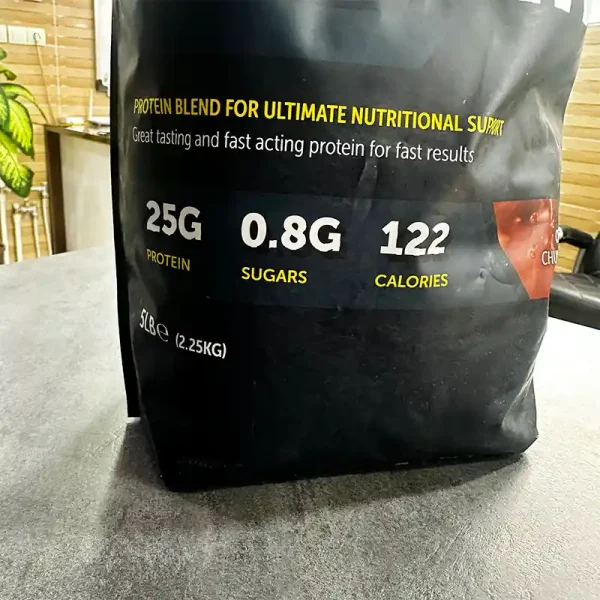 PROTEIN BLEND FOR ULTIMATE NUTRITIONAL SUPPORT
Great tasting and fast acting protein for fast results
25G 0.8G 122
PROTEIN SUGARS CALORIES
5LB℮ (2.25KG)